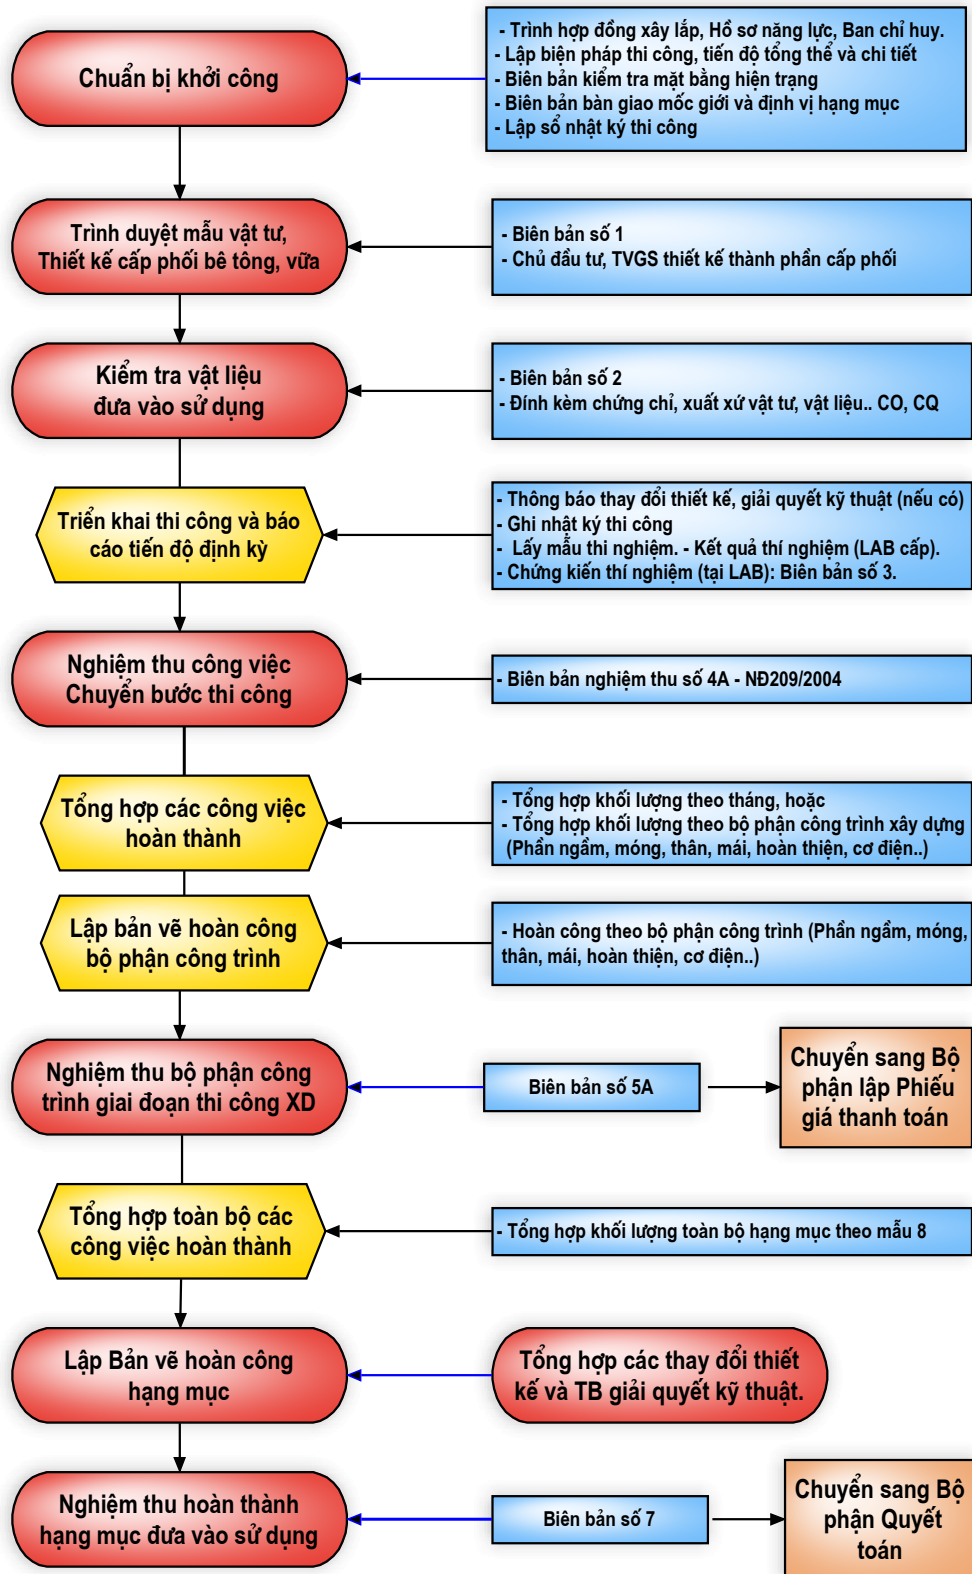 Chuẩn bị khởi công
- Trình hợp đồng xây lắp, Hồ sơ năng lực, Ban chỉ huy.
- Lập biện pháp thi công, tiến độ tổng thể và chi tiết
- Biên bản kiểm tra mặt bằng hiện trạng
- Biên bản bàn giao mốc giới và định vị hạng mục
- Lập sổ nhật ký thi công
Trình duyệt mẫu vật tư,
Thiết kế cấp phối bê tông, vữa
- Biên bản số 1
- Chủ đầu tư, TVGS thiết kế thành phần cấp phối
Kiểm tra vật liệu
đưa vào sử dụng
- Biên bản số 2
- Đính kèm chứng chỉ, xuất xứ vật tư, vật liệu.. CO, CQ
Triển khai thi công và báo
cáo tiến độ định kỳ
- Thông báo thay đổi thiết kế, giải quyết kỹ thuật (nếu có)
- Ghi nhật ký thi công
- Lấy mẫu thi nghiệm. - Kết quả thí nghiệm (LAB cấp).
- Chứng kiến thí nghiệm (tại LAB): Biên bản số 3.
Nghiệm thu công việc
Chuyển bước thi công
- Biên bản nghiệm thu số 4A - NĐ209/2004
Tổng hợp các công việc
hoàn thành
- Tổng hợp khối lượng theo tháng, hoặc
- Tổng hợp khối lượng theo bộ phận công trình xây dựng
(Phần ngầm, móng, thân, mái, hoàn thiện, cơ điện..)
Lập bản vẽ hoàn công
bộ phận công trình
- Hoàn công theo bộ phận công trình (Phần ngầm, móng,
thân, mái, hoàn thiện, cơ điện..)
Nghiệm thu bộ phận công
trình giai đoạn thi công XD
Biên bản số 5A
Chuyển sang Bộ
phận lập Phiếu
giá thanh toán
Tổng hợp toàn bộ các
công việc hoàn thành
- Tổng hợp khối lượng toàn bộ hạng mục theo mẫu 8
Lập Bản vẽ hoàn công
hạng mục
Tổng hợp các thay đổi thiết
kế và TB giải quyết kỹ thuật.
Nghiệm thu hoàn thành
hạng mục đưa vào sử dụng
Biên bản số 7
Chuyển sang Bộ
phận Quyết
toán